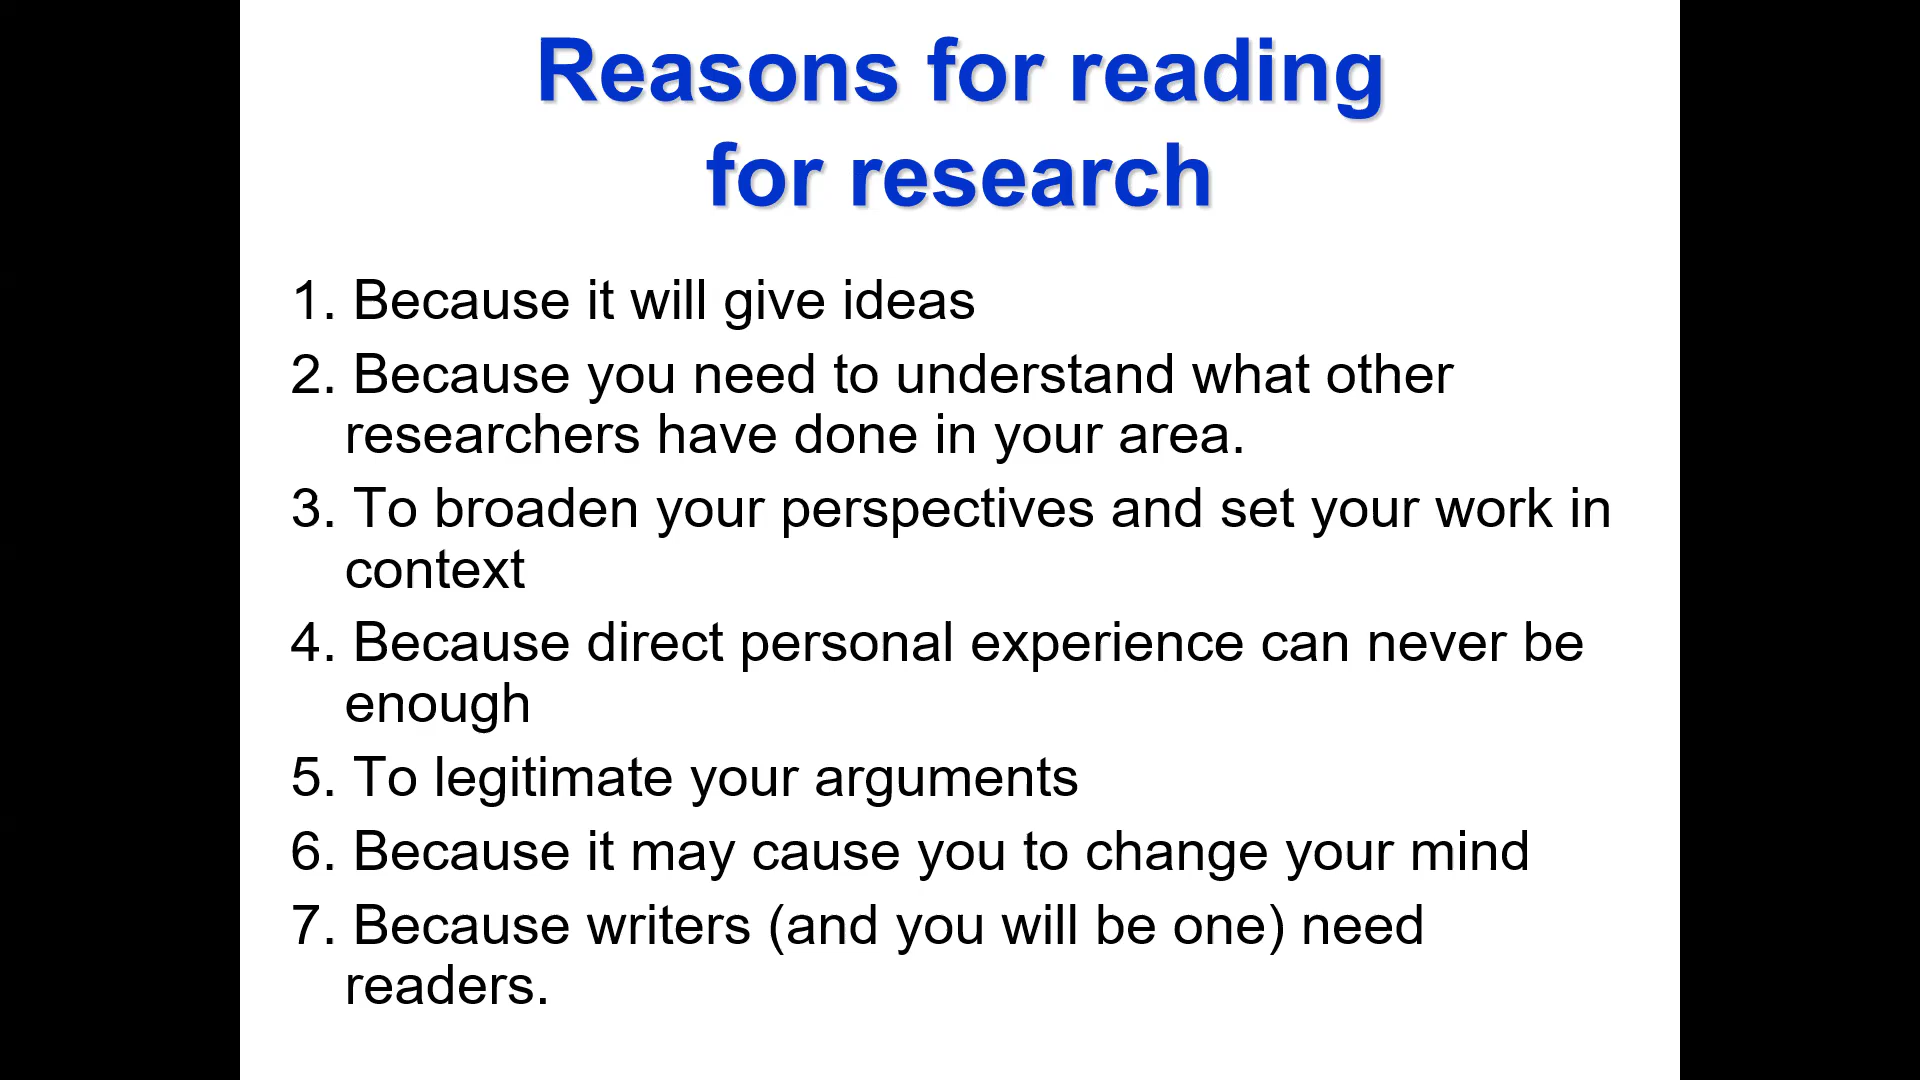 Reasons for reading
for research
1. Because it will give ideas
2. Because you need to understand what other
researchers have done in your area.
3. To broaden your perspectives and set your work in
context
4. Because direct personal experience can never be
enough
5. To legitimate your arguments
6. Because it may cause you to change your mind
7. Because writers (and you will be one) need
readers.